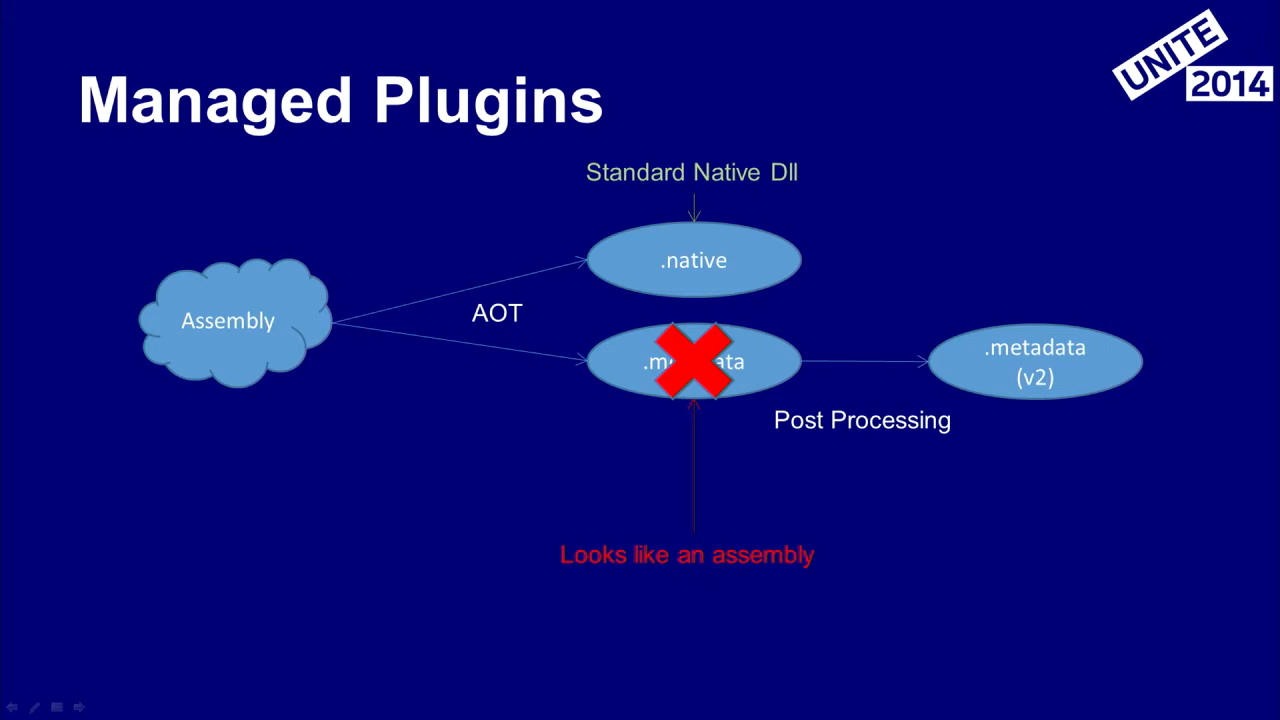 UNITE
2014
Managed Plugins
Standard Native Dll
.native
Assembly
AOT
.metadata
(v2)
Post Processing
Looks like an assembly